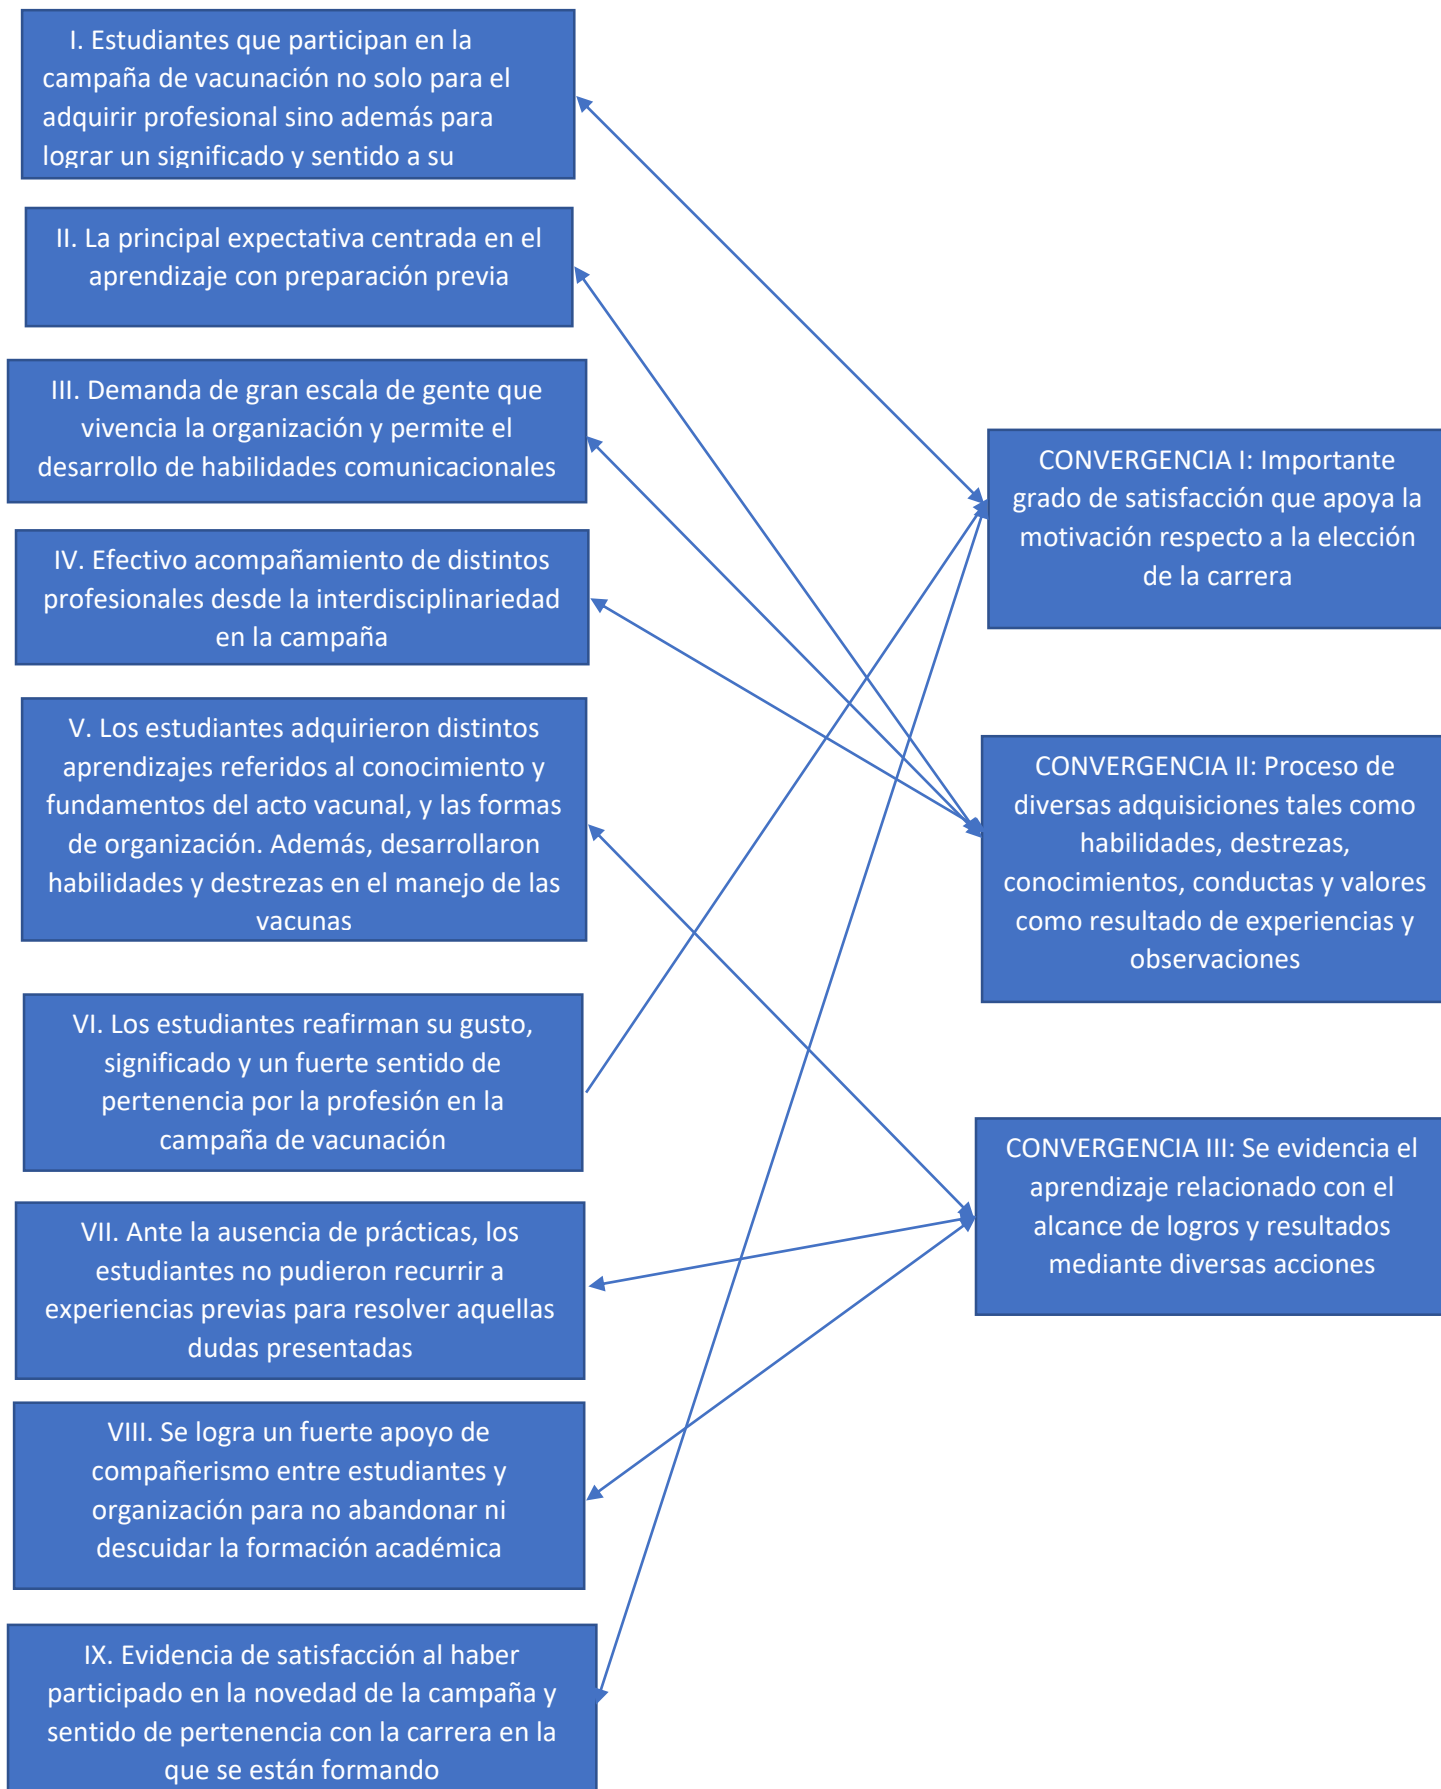 I. Estudiantes que participan en la
campaña de vacunación no solo para el
adquirir profesional sino además para
lograr un significado y sentido a su
II. La principal expectativa centrada en el
aprendizaje con preparación previa
III. Demanda de gran escala de gente que
vivencia la organización y permite el
desarrollo de habilidades comunicacionales
IV. Efectivo acompañamiento de distintos
profesionales desde la interdisciplinariedad
en la campaña
V. Los estudiantes adquirieron distintos
aprendizajes referidos al conocimiento y
fundamentos del acto vacunal, y las formas
de organización. Además, desarrollaron
habilidades y destrezas en el manejo de las
vacunas
VI. Los estudiantes reafirman su gusto,
significado y un fuerte sentido de
pertenencia por la profesión en la
campaña de vacunación
VII. Ante la ausencia de prácticas, los
estudiantes no pudieron recurrir a
experiencias previas para resolver aquellas
dudas presentadas
VIII. Se logra un fuerte apoyo de
compañerismo entre estudiantes y
organización para no abandonar ni
descuidar la formación académica
IX. Evidencia de satisfacción al haber
participado en la novedad de la campaña y
sentido de pertenencia con la carrera en la
que se están formando
CONVERGENCIA I: Importante
grado de satisfacción que apoya la
motivación respecto a la elección
de la carrera
CONVERGENCIA II: Proceso de
diversas adquisiciones tales como
habilidades, destrezas,
conocimientos, conductas y valores
como resultado de experiencias y
observaciones
CONVERGENCIA III: Se evidencia el
aprendizaje relacionado con el
alcance de logros y resultados
mediante diversas acciones